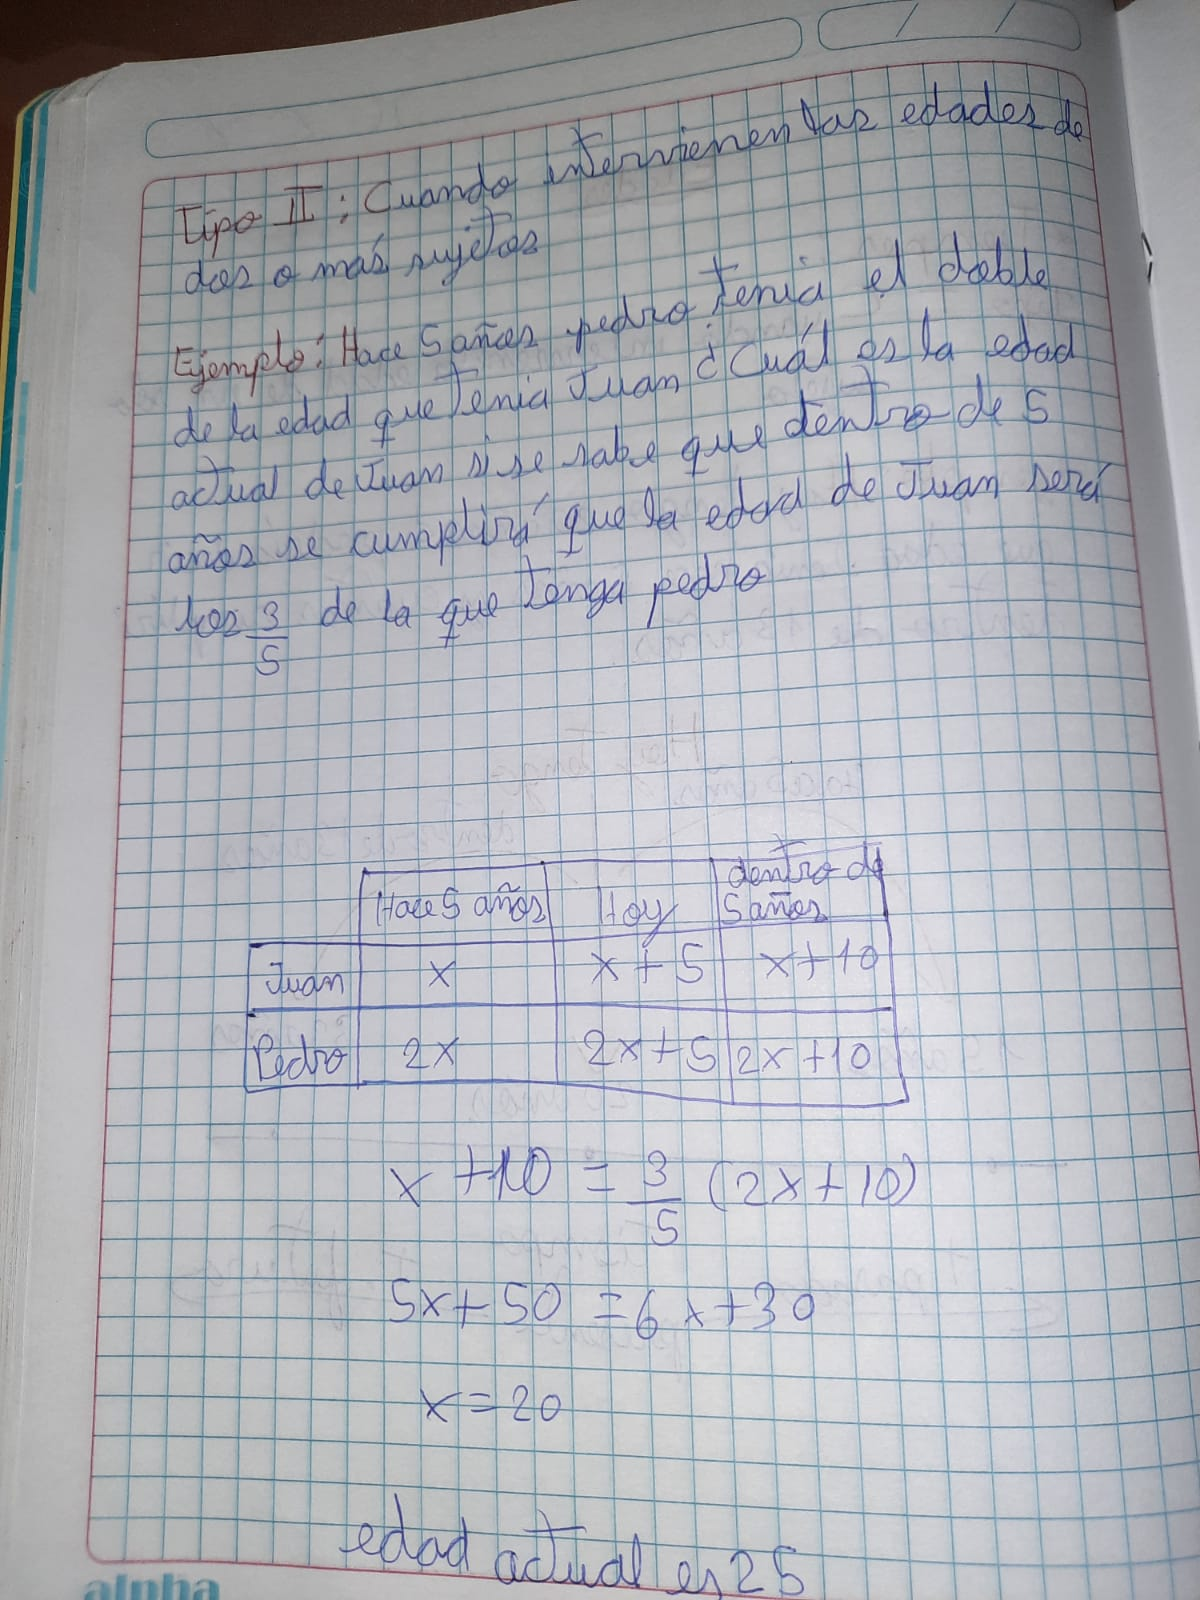 Tipo II: Cuando intervienen las edades de
dos o más sujetos
Ejemplo: Hace 5 años pedro tenia el doble
de la edad que tenia Juan ¿Cuál es la edad
actual de Juan si se sabe que dentro de 5
años se cumplirá que la edad de Juan será
los 3/5 de la que tenga pedro
Hace 5 años Hoy dentro de 5 años
Juan x x+5 x+10
Pedro 2x 2x+5 2x+10
x+10 = 3/5 (2x+10)
5x+50 = 6x+30
x=20
edad actual es 25
alpha